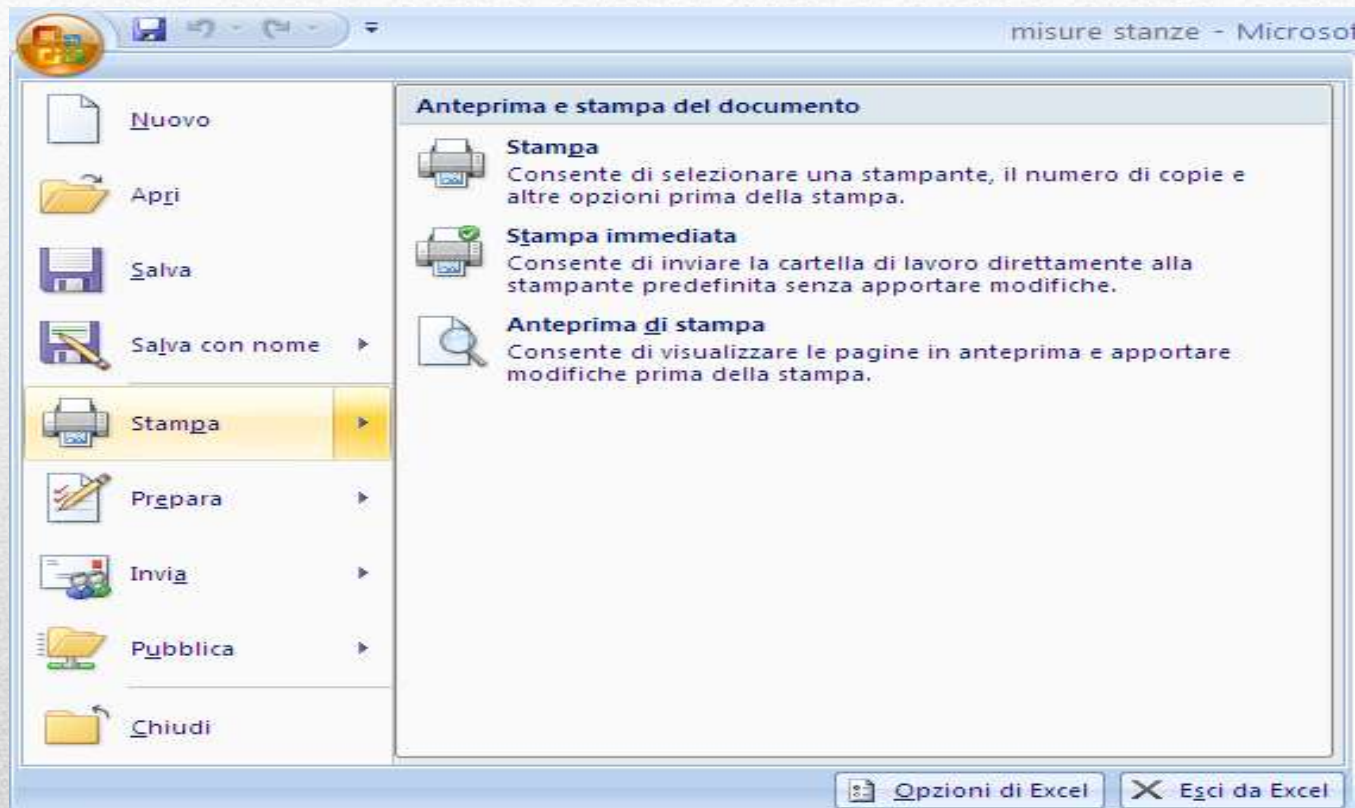 misure stanze - Microsof
Nuovo
Apri
Salva
Salva con nome
Stampa
Prepara
Invia
Pubblica
Chiudi
Anteprima e stampa del documento
Stampa
Consente di selezionare una stampante, il numero di copie e
altre opzioni prima della stampa.
Stampa immediata
Consente di inviare la cartella di lavoro direttamente alla
stampante predefinita senza apportare modifiche.
Anteprima di stampa
Consente di visualizzare le pagine in anteprima e apportare
modifiche prima della stampa.
Opzioni di Excel
Esci da Excel